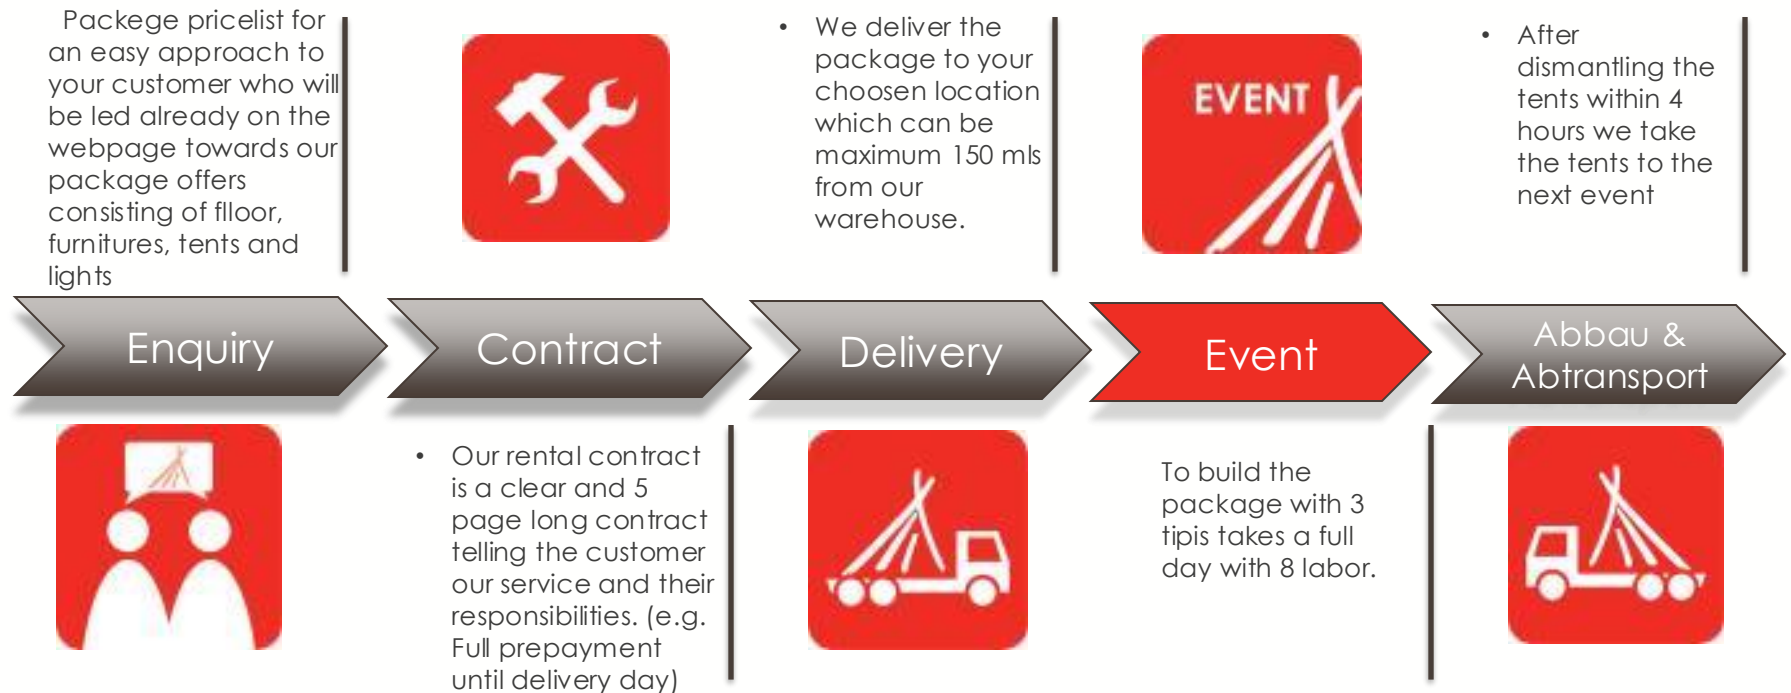 Packege pricelist for
an easy approach to
your customer who will
be led already on the
webpage towards our
package offers
consisting of flloor,
furnitures, tents and
lights
• We deliver the
package to your
choosen location
which can be
maximum 150 mls
from our
warehouse.
EVENT
• After
dismantling the
tents within 4
hours we take
the tents to the
next event
Enquiry
Contract
Delivery
Event
Abbau &
Abtransport
• Our rental contract
is a clear and 5
page long contract
telling the customer
our service and their
responsibilities. (e.g.
Full prepayment
until delivery day)
To build the
package with 3
tipis takes a full
day with 8 labor.